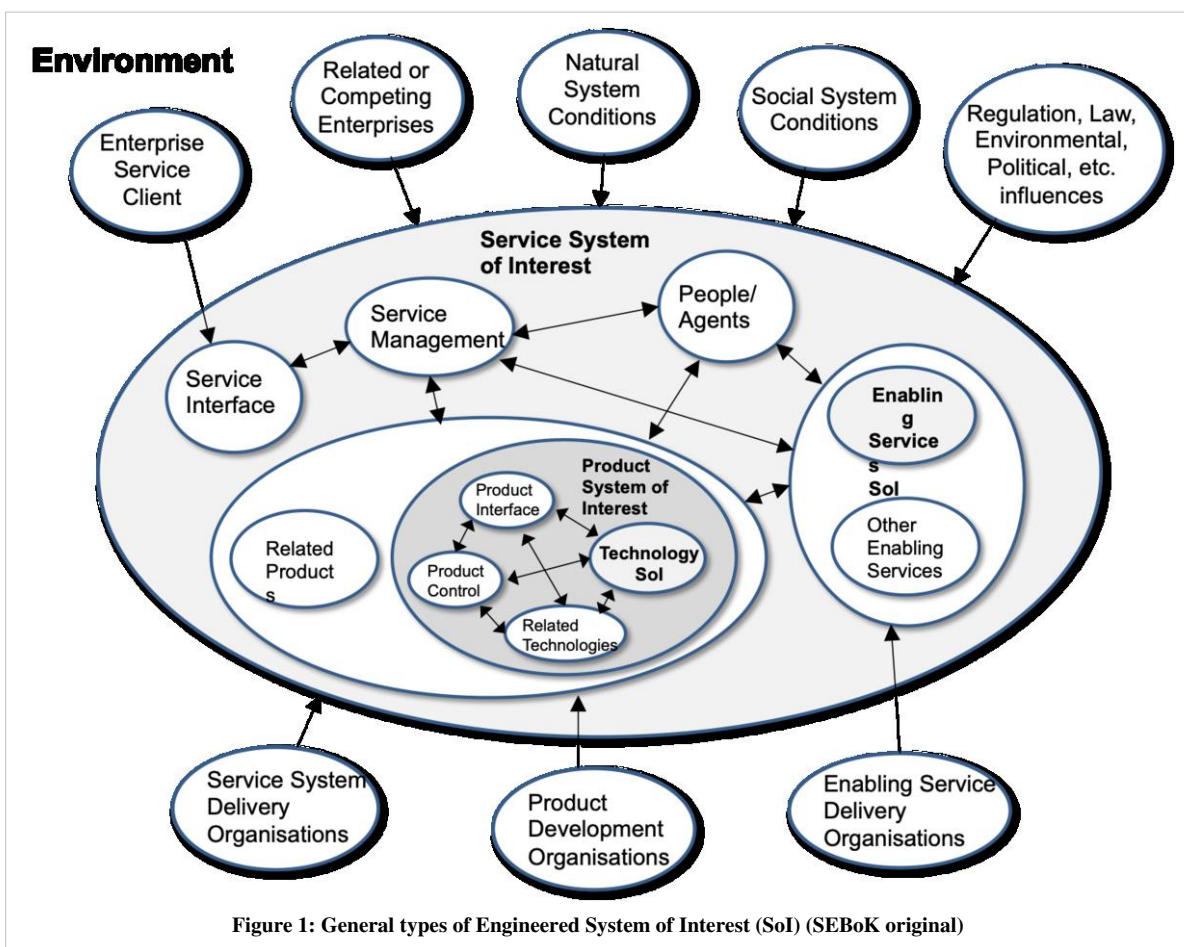 Environment
Related or
Competing
Enterprises
Natural
System
Conditions
Social System
Conditions
Regulation, Law,
Environmental,
Political, etc.
influences
Enterprise
Service
Client
Service System
of Interest
Service
Management
People/
Agents
Service
Interface
Enablin
g
Service
s
SoI
Other
Enabling
Services
Product
System of
Interest
Product
Interface
Technology
SoI
Product
Control
Related
Technologies
Related
Product
s
Service System
Delivery
Organisations
Product
Development
Organisations
Enabling Service
Delivery
Organisations
Figure 1: General types of Engineered System of Interest (SoI) (SEBoK original)